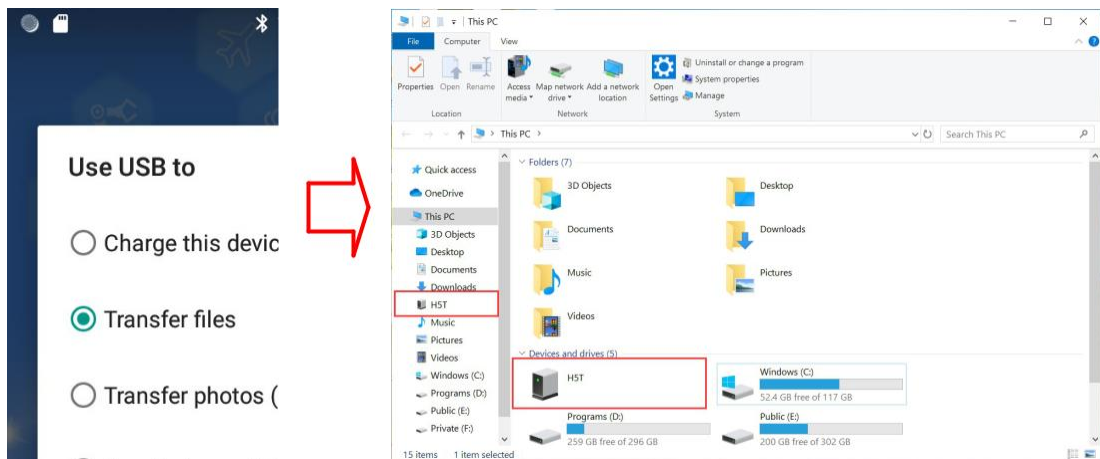 Use USB to
Charge this devic
Transfer files
Transfer photos (
This PC
File Computer View
Properties Open Rename
Access media
Map network drive
Add a network location
Open Settings
Uninstall or change a program
System properties
Manage
Location Network System
This PC
Search This PC
Quick access
OneDrive
This PC
3D Objects
Desktop
Documents
Downloads
H5T
Music
Pictures
Videos
Windows (C:)
Programs (D:)
Public (E:)
Private (F:)
Folders (7)
3D Objects
Desktop
Documents
Downloads
Music
Pictures
Videos
Devices and drives (5)
H5T
Windows (C:)
52.4 GB free of 117 GB
Programs (D:)
259 GB free of 296 GB
Public (E:)
200 GB free of 302 GB
15 items 1 item selected